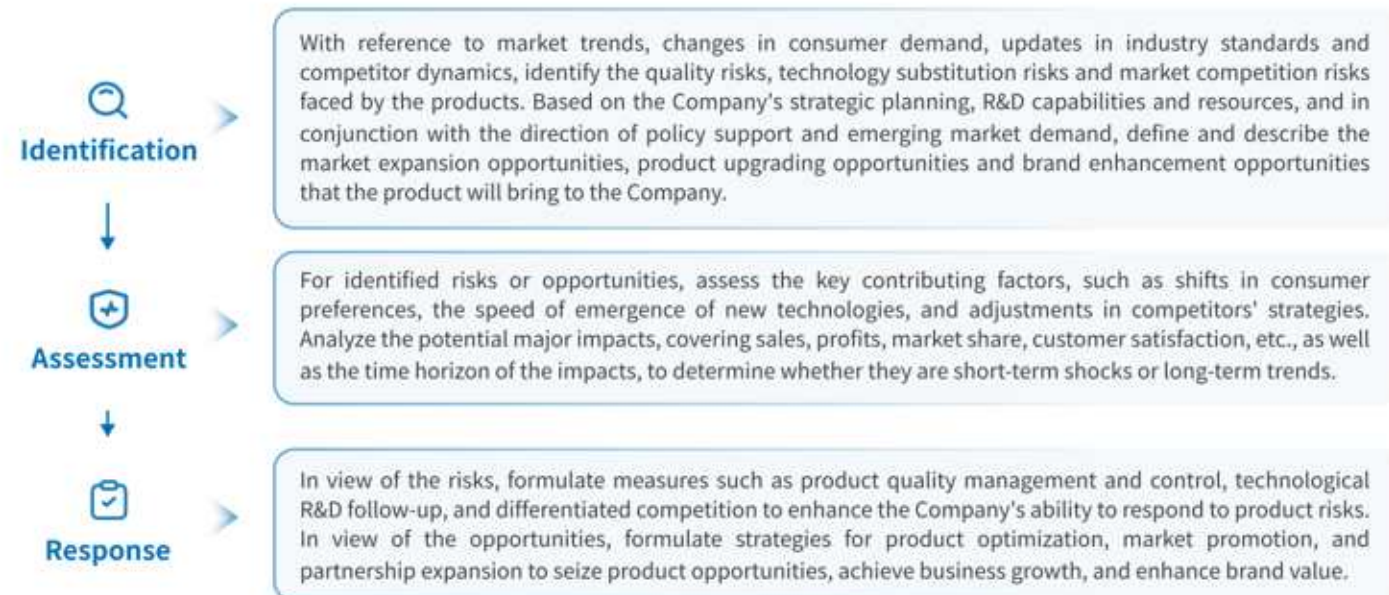 Identification
With reference to market trends, changes in consumer demand, updates in industry standards and
competitor dynamics, identify the quality risks, technology substitution risks and market competition risks
faced by the products. Based on the Company's strategic planning, R&D capabilities and resources, and in
conjunction with the direction of policy support and emerging market demand, define and describe the
market expansion opportunities, product upgrading opportunities and brand enhancement opportunities
that the product will bring to the Company.
Assessment
For identified risks or opportunities, assess the key contributing factors, such as shifts in consumer
preferences, the speed of emergence of new technologies, and adjustments in competitors' strategies.
Analyze the potential major impacts, covering sales, profits, market share, customer satisfaction, etc., as well
as the time horizon of the impacts, to determine whether they are short-term shocks or long-term trends.
Response
In view of the risks, formulate measures such as product quality management and control, technological
R&D follow-up, and differentiated competition to enhance the Company's ability to respond to product risks.
In view of the opportunities, formulate strategies for product optimization, market promotion, and
partnership expansion to seize product opportunities, achieve business growth, and enhance brand value.